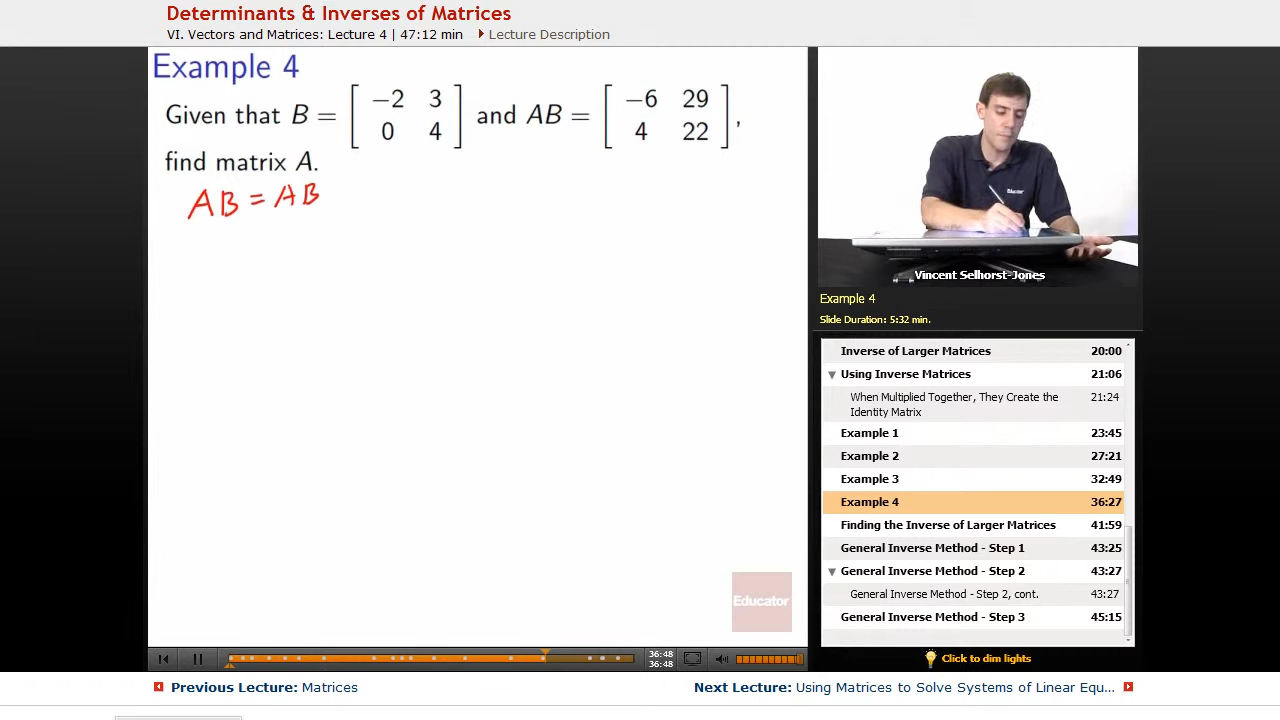 Determinants & Inverses of Matrices
VI. Vectors and Matrices: Lecture 4 | 47:12 min Lecture Description
Example 4
Given that B = [ −2 3 ] and AB = [ −6 29 ],
[ 0 4 ] [ 4 22 ]
find matrix A.
AB = AB
Educator
Educator
Vincent Selhorst-Jones
Example 4
Slide Duration: 5:32 min.
Inverse of Larger Matrices 20:00
Using Inverse Matrices 21:06
When Multiplied Together, They Create the 21:24
Identity Matrix
Example 1 23:45
Example 2 27:21
Example 3 32:49
Example 4 36:27
Finding the Inverse of Larger Matrices 41:59
General Inverse Method - Step 1 43:25
General Inverse Method - Step 2 43:27
General Inverse Method - Step 2, cont. 43:27
General Inverse Method - Step 3 45:15
36:48
36:48
Click to dim lights
Previous Lecture: Matrices
Next Lecture: Using Matrices to Solve Systems of Linear Equ...